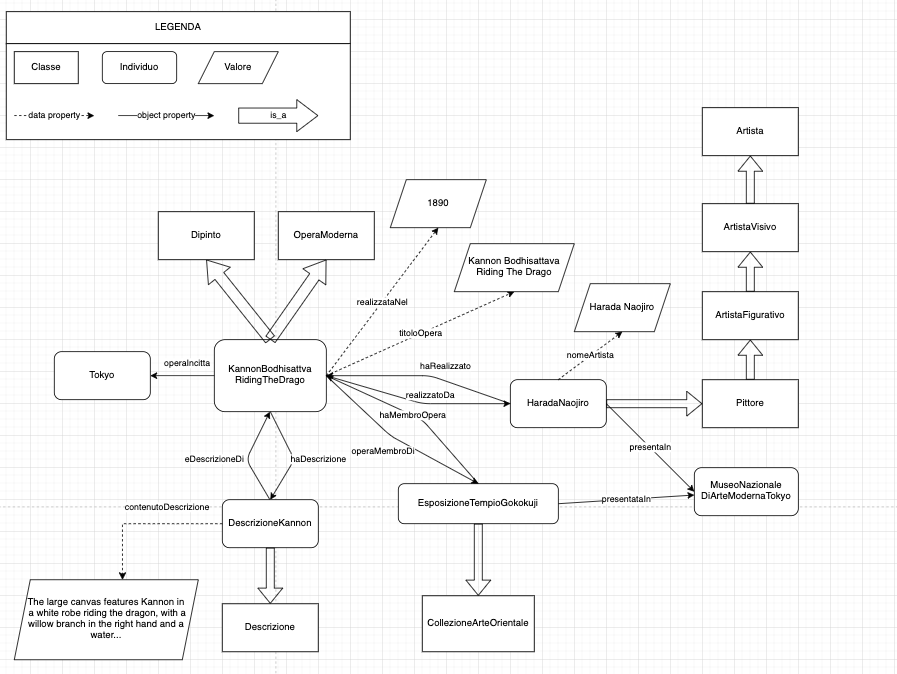 LEGENDA
Classe
Individuo
Valore
data property
object property
is_a
Artista
1890
ArtistaVisivo
Dipinto
OperaModerna
Kannon Bodhisattava
Riding The Drago
realizzataNel
Harada Naojiro
ArtistaFigurativo
titoloOpera
nomeArtista
operaIncitta
haRealizzato
Tokyo
KannonBodhisattva
RidingTheDrago
realizzatoDa
HaradaNaojiro
Pittore
haMembroOpera
presentaIn
operaMembroDi
eDescrizioneDi
haDescrizione
MuseoNazionale
DiArteModernaTokyo
presentataIn
EsposizioneTempioGokokuji
contenutoDescrizione
DescrizioneKannon
The large canvas features Kannon in
a white robe riding the dragon, with a
willow branch in the right hand and a
water...
Descrizione
CollezioneArteOrientale